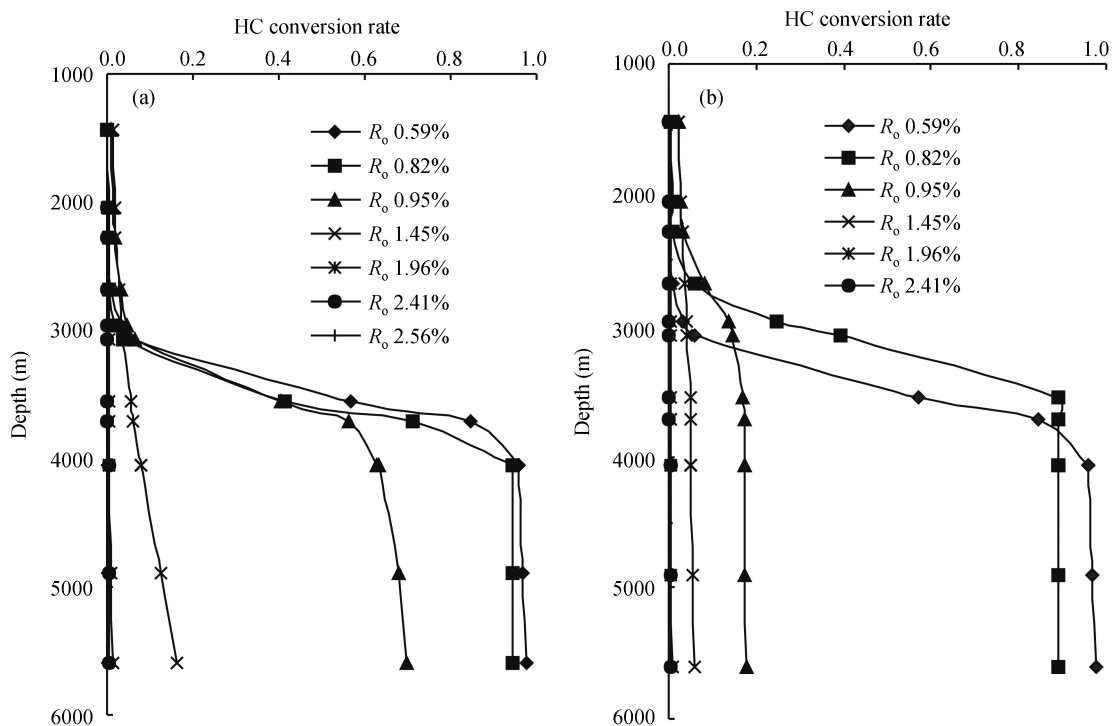 HC conversion rate
0.0 0.2 0.4 0.6 0.8 1.0
1000
(a)
Rₒ 0.59%
Rₒ 0.82%
2000
Rₒ 0.95%
Rₒ 1.45%
Rₒ 1.96%
Rₒ 2.41%
3000
Rₒ 2.56%
Depth (m)
4000
5000
6000
HC conversion rate
0.0 0.2 0.4 0.6 0.8 1.0
1000
(b)
Rₒ 0.59%
Rₒ 0.82%
2000
Rₒ 0.95%
Rₒ 1.45%
Rₒ 1.96%
Rₒ 2.41%
3000
Depth (m)
4000
5000
6000